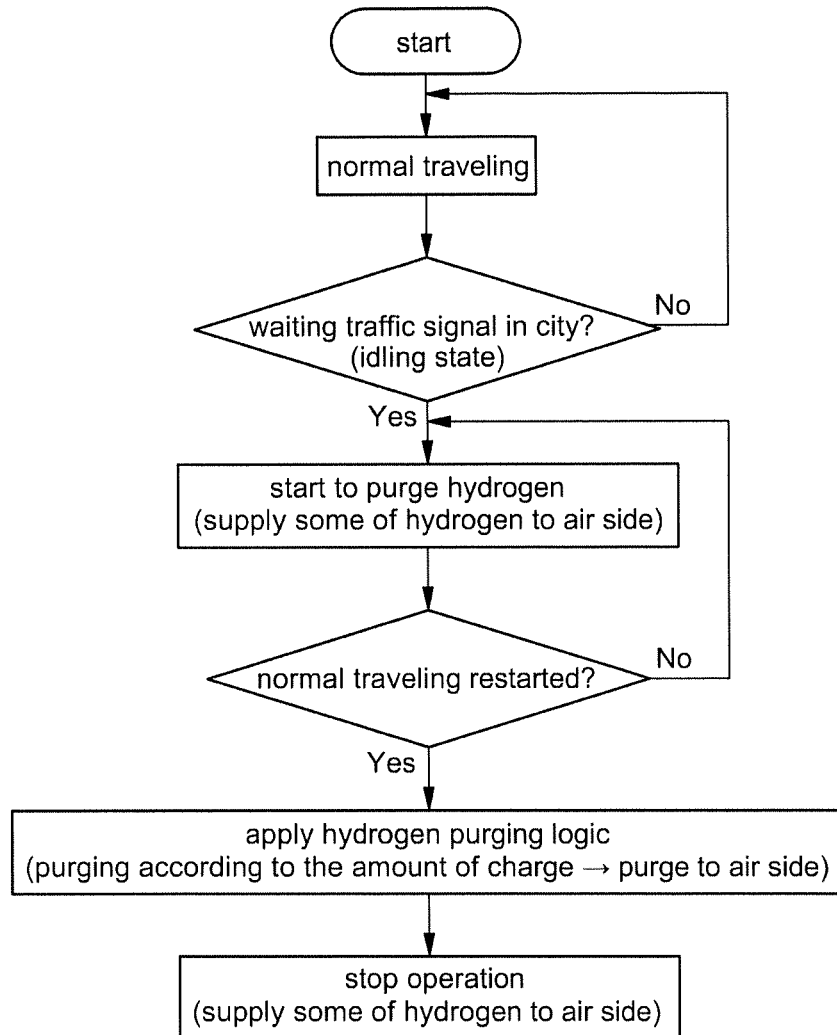 start
normal traveling
waiting traffic signal in city?
(idling state)
No
Yes
start to purge hydrogen
(supply some of hydrogen to air side)
normal traveling restarted?
No
Yes
apply hydrogen purging logic
(purging according to the amount of charge → purge to air side)
stop operation
(supply some of hydrogen to air side)